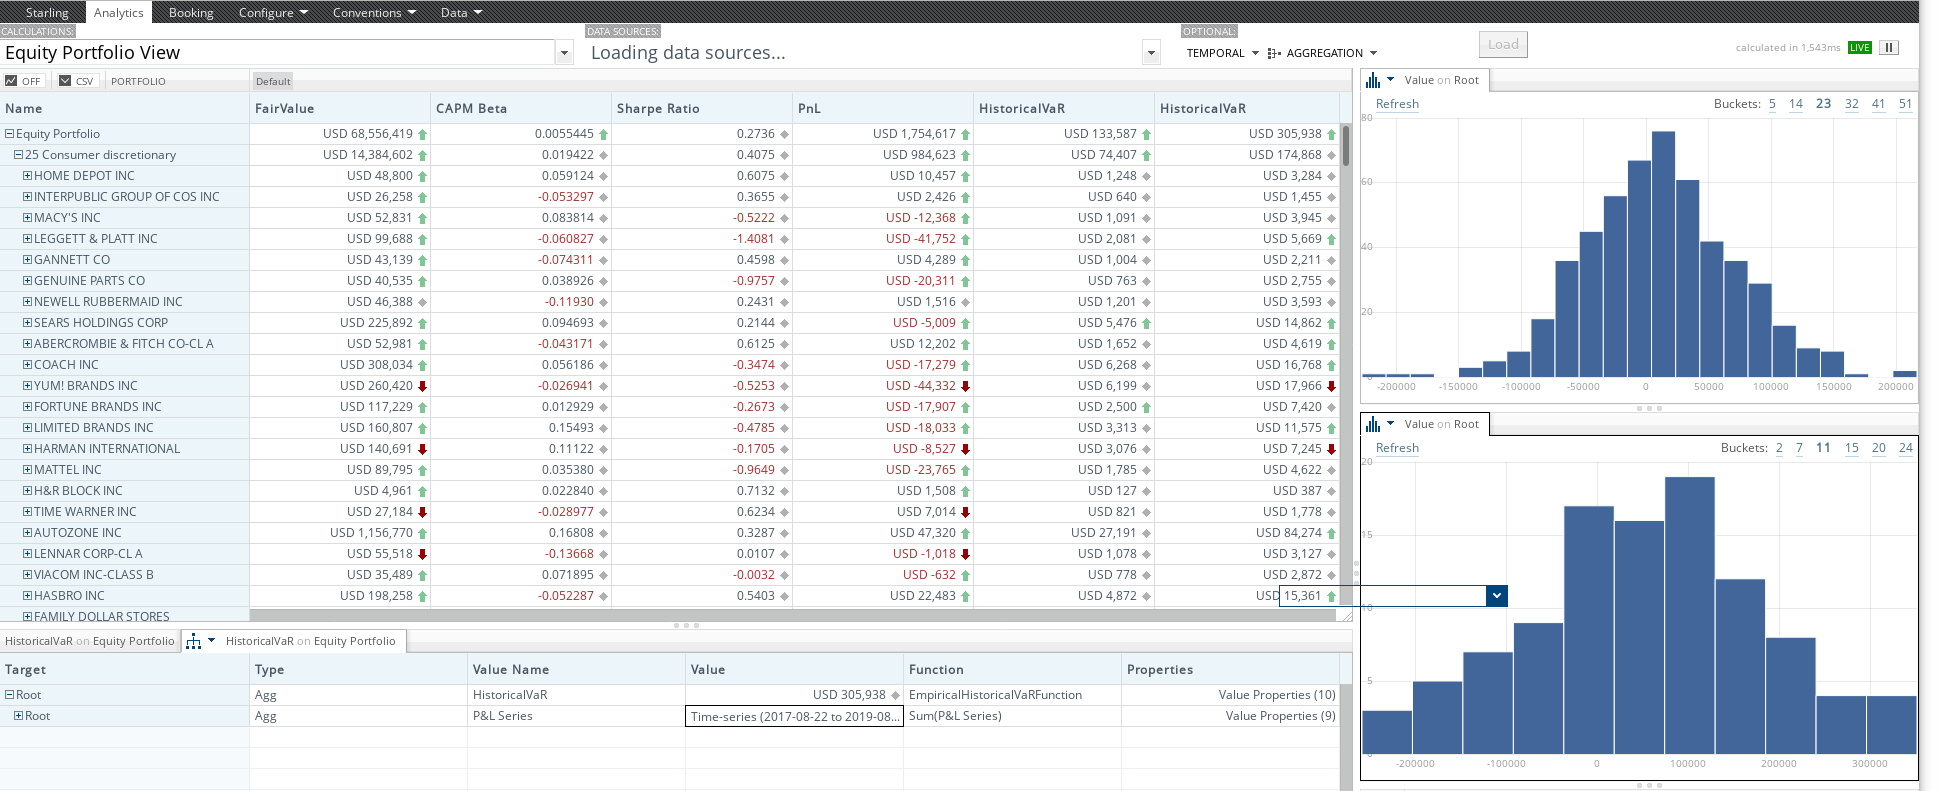 Starling Analytics Booking Configure Conventions Data
CALCULATIONS: DATA SOURCES: OPTIONAL:
Equity Portfolio View Loading data sources... TEMPORAL AGGREGATION Load calculated in 1,543ms LIVE
OFF CSV PORTFOLIO Default
Name FairValue CAPM Beta Sharpe Ratio PnL HistoricalVaR HistoricalVaR
Equity Portfolio USD 68,556,419 0.0055445 0.2736 USD 1,754,617 USD 133,587 USD 305,938
25 Consumer discretionary USD 14,384,602 0.019422 0.4075 USD 984,623 USD 74,407 USD 174,868
HOME DEPOT INC USD 48,800 0.059124 0.6075 USD 10,457 USD 1,248 USD 3,284
INTERPUBLIC GROUP OF COS INC USD 26,258 -0.053297 0.3655 USD 2,426 USD 640 USD 1,455
MACY'S INC USD 52,831 0.083814 -0.5222 USD -12,368 USD 1,091 USD 3,945
LEGGETT & PLATT INC USD 99,688 -0.060827 -1.4081 USD -41,752 USD 2,081 USD 5,669
GANNETT CO USD 43,139 -0.074311 0.4598 USD 4,289 USD 1,004 USD 2,211
GENUINE PARTS CO USD 40,535 0.038926 -0.9757 USD -20,311 USD 763 USD 2,755
NEWELL RUBBERMAID INC USD 46,388 -0.11930 0.2431 USD 1,516 USD 1,201 USD 3,593
SEARS HOLDINGS CORP USD 225,892 0.094693 0.2144 USD -5,009 USD 5,476 USD 14,862
ABERCROMBIE & FITCH CO-CL A USD 52,981 -0.043171 0.6125 USD 12,202 USD 1,652 USD 4,619
COACH INC USD 308,034 0.056186 -0.3474 USD -17,279 USD 6,268 USD 16,768
YUM! BRANDS INC USD 260,420 -0.026941 -0.5253 USD -44,332 USD 6,199 USD 17,966
FORTUNE BRANDS INC USD 117,229 0.012929 -0.2673 USD -17,907 USD 2,500 USD 7,420
LIMITED BRANDS INC USD 160,807 0.15493 -0.4785 USD -18,033 USD 3,313 USD 11,575
HARMAN INTERNATIONAL USD 140,691 0.11122 -0.1705 USD -8,527 USD 3,076 USD 7,245
MATTEL INC USD 89,795 0.035380 -0.9649 USD -23,765 USD 1,785 USD 4,622
H&R BLOCK INC USD 4,961 0.022840 0.7132 USD 1,508 USD 127 USD 387
TIME WARNER INC USD 27,184 -0.028977 0.6234 USD 7,014 USD 821 USD 1,778
AUTOZONE INC USD 1,156,770 0.16808 0.3287 USD 47,320 USD 27,191 USD 84,274
LENNAR CORP-CL A USD 55,518 -0.13668 0.0107 USD -1,018 USD 1,078 USD 3,127
VIACOM INC-CLASS B USD 35,489 0.071895 -0.0032 USD -632 USD 778 USD 2,872
HASBRO INC USD 198,258 -0.052287 0.5403 USD 22,483 USD 4,872 USD 15,361
FAMILY DOLLAR STORES
HistoricalVaR on Equity Portfolio HistoricalVaR on Equity Portfolio
Target Type Value Name Value Function Properties
Root Agg HistoricalVaR USD 305,938 EmpiricalHistoricalVaRFunction Value Properties (10)
Root Agg P&L Series Time-series (2017-08-22 to 2019-08... Sum(P&L Series) Value Properties (9)
Value on Root
Refresh Buckets: 5 14 23 32 41 51
80
60
40
20
0
-200000 -150000 -100000 -50000 0 50000 100000 150000 200000
Value on Root
Refresh Buckets: 2 7 11 15 20 24
20
15
10
5
0
-200000 -100000 0 100000 200000 300000